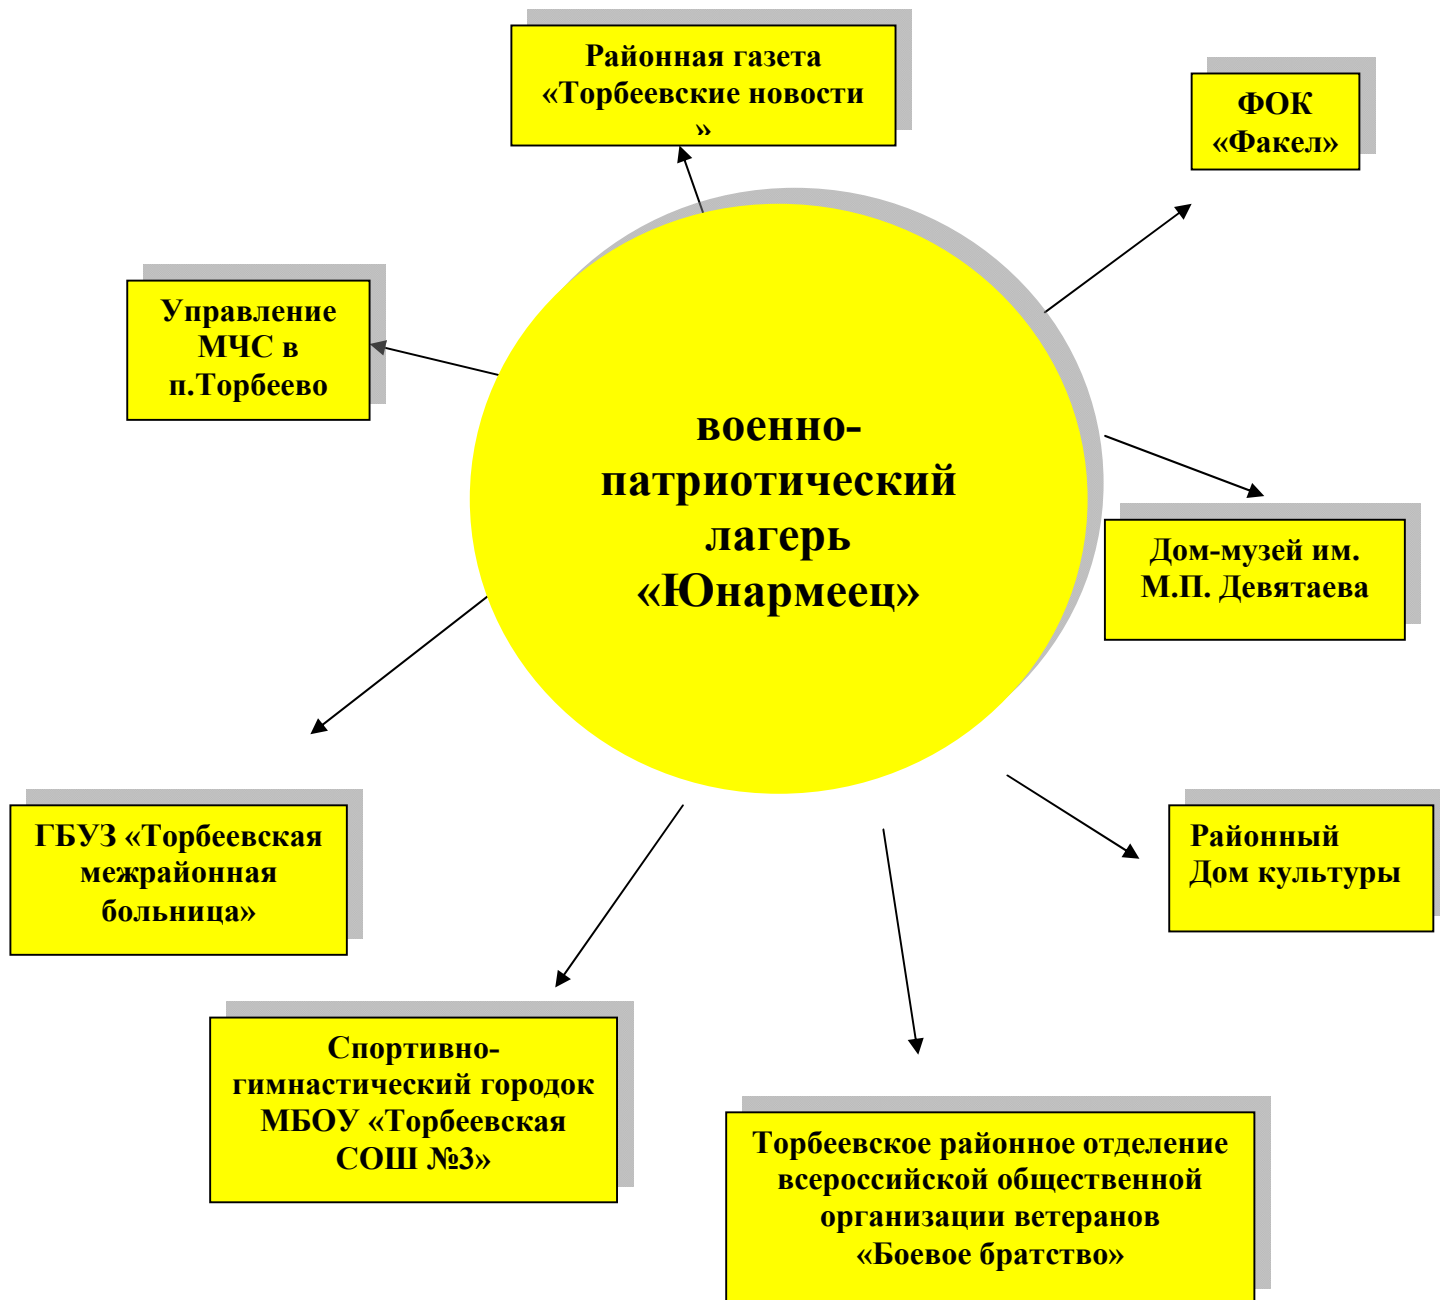 Районная газета
«Торбеевские новости
»
ФОК
«Факел»
Управление
МЧС в
п.Торбеево
военно-
патриотический
лагерь
«Юнармеец»
Дом-музей им.
М.П. Девятаева
ГБУЗ «Торбеевская
межрайонная
больница»
Районный
Дом культуры
Спортивно-
гимнастический городок
МБОУ «Торбеевская
СОШ №3»
Торбеевское районное отделение
всероссийской общественной
организации ветеранов
«Боевое братство»